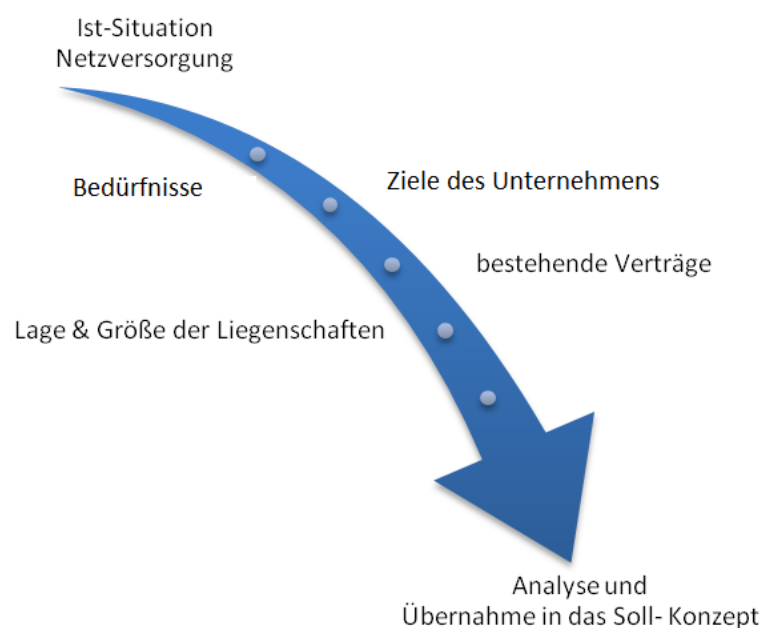 Ist-Situation
Netzversorgung
Bedürfnisse
Ziele des Unternehmens
bestehende Verträge
Lage & Größe der Liegenschaften
Analyse und
Übernahme in das Soll- Konzept